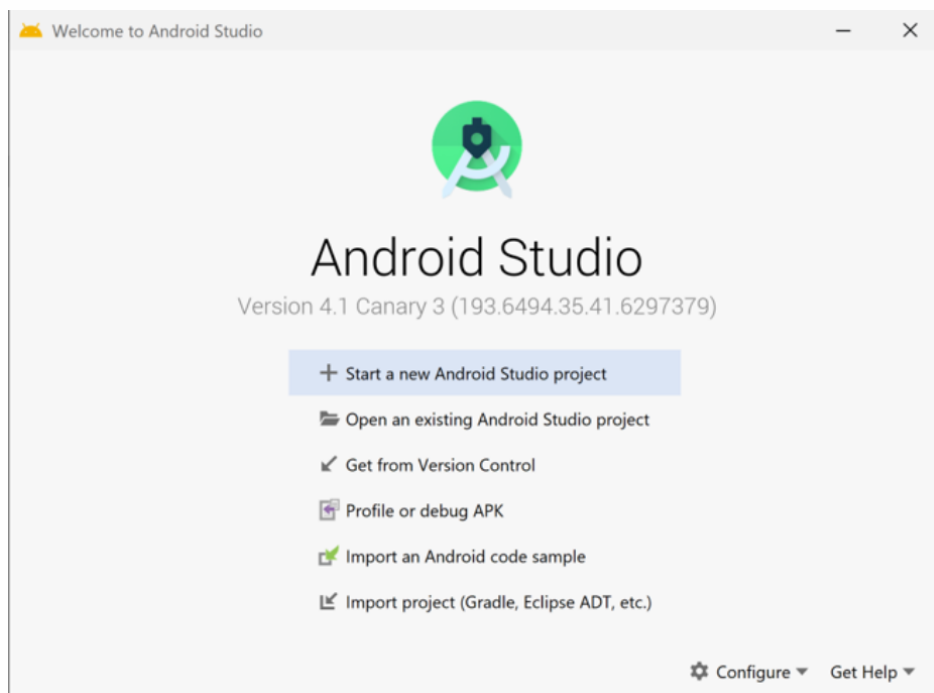 Welcome to Android Studio
Android Studio
Version 4.1 Canary 3 (193.6494.35.41.6297379)
Start a new Android Studio project
Open an existing Android Studio project
Get from Version Control
Profile or debug APK
Import an Android code sample
Import project (Gradle, Eclipse ADT, etc.)
Configure Get Help